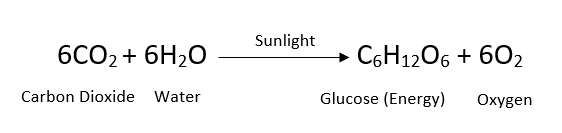 Sunlight
6CO₂ + 6H₂O → C₆H₁₂O₆ + 6O₂
Carbon Dioxide Water Glucose (Energy) Oxygen